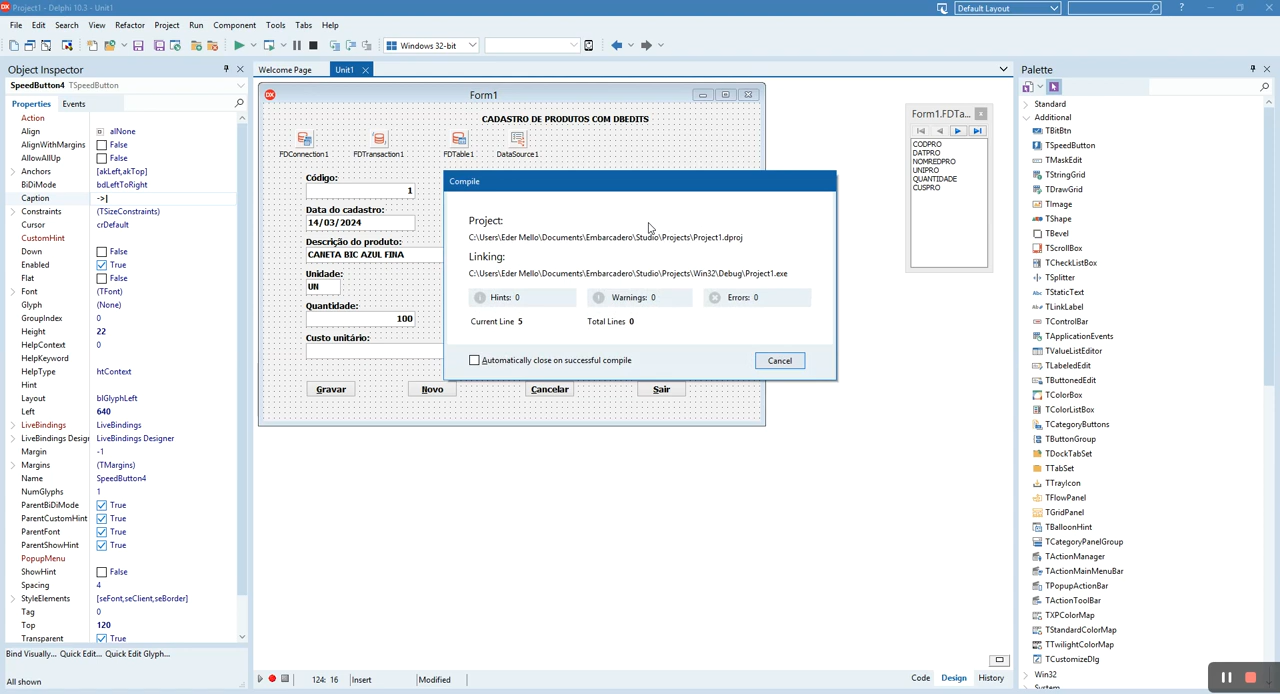 Project1 - Delphi 10.3 - Unit1
Default Layout
File Edit Search View Refactor Project Run Component Tools Tabs Help
Windows 32-bit
Object Inspector
SpeedButton4 TSpeedButton
Properties Events
Action
Align alNone
AlignWithMargins False
AllowAllUp False
Anchors [akLeft,akTop]
BiDiMode bdLeftToRight
Caption ->|
Constraints (TSizeConstraints)
Cursor crDefault
CustomHint
Down False
Enabled True
Flat False
Font (TFont)
Glyph (None)
GroupIndex 0
Height 22
HelpContext 0
HelpKeyword
HelpType htContext
Hint
Layout blGlyphLeft
Left 640
LiveBindings LiveBindings
LiveBindings Design LiveBindings Designer
Margin -1
Margins (TMargins)
Name SpeedButton4
NumGlyphs 1
ParentBiDiMode True
ParentCustomHint True
ParentFont True
ParentShowHint True
PopupMenu
ShowHint False
Spacing 4
StyleElements [seFont,seClient,seBorder]
Tag 0
Top 120
Transparent True
Bind Visually... Quick Edit... Quick Edit Glyph...
All shown
Welcome Page Unit1
Form1
CADASTRO DE PRODUTOS COM DBEDITS
FDConnection1 FDTransaction1 FDTable1 DataSource1
Código:
1
Data do cadastro:
14/03/2024
Descrição do produto:
CANETA BIC AZUL FINA
Unidade:
UN
Quantidade:
100
Custo unitário:
Gravar Novo Cancelar Sair
Compile
Project:
C:\Users\Eder Mello\Documents\Embarcadero\Studio\Projects\Project1.dproj
Linking:
C:\Users\Eder Mello\Documents\Embarcadero\Studio\Projects\Win32\Debug\Project1.exe
Hints: 0 Warnings: 0 Errors: 0
Current Line 5 Total Lines 0
Automatically close on successful compile Cancel
Form1.FDTa...
CODPRO
DATPRO
NOMREDPRO
UNIPRO
QUANTIDADE
CUSPRO
124: 16 Insert Modified
Code Design History
Palette
Standard
Additional
TBitBtn
TSpeedButton
TMaskEdit
TStringGrid
TDrawGrid
TImage
TShape
TBevel
TScrollBox
TCheckListBox
TSplitter
TStaticText
TLinkLabel
TControlBar
TApplicationEvents
TValueListEditor
TLabeledEdit
TButtonedEdit
TColorBox
TColorListBox
TCategoryButtons
TButtonGroup
TDockTabSet
TTabSet
TTrayIcon
TFlowPanel
TGridPanel
TBalloonHint
TCategoryPanelGroup
TActionManager
TActionMainMenuBar
TPopupActionBar
TActionToolBar
TXPColorMap
TStandardColorMap
TTwilightColorMap
TCustomizeDlg
Win32
System